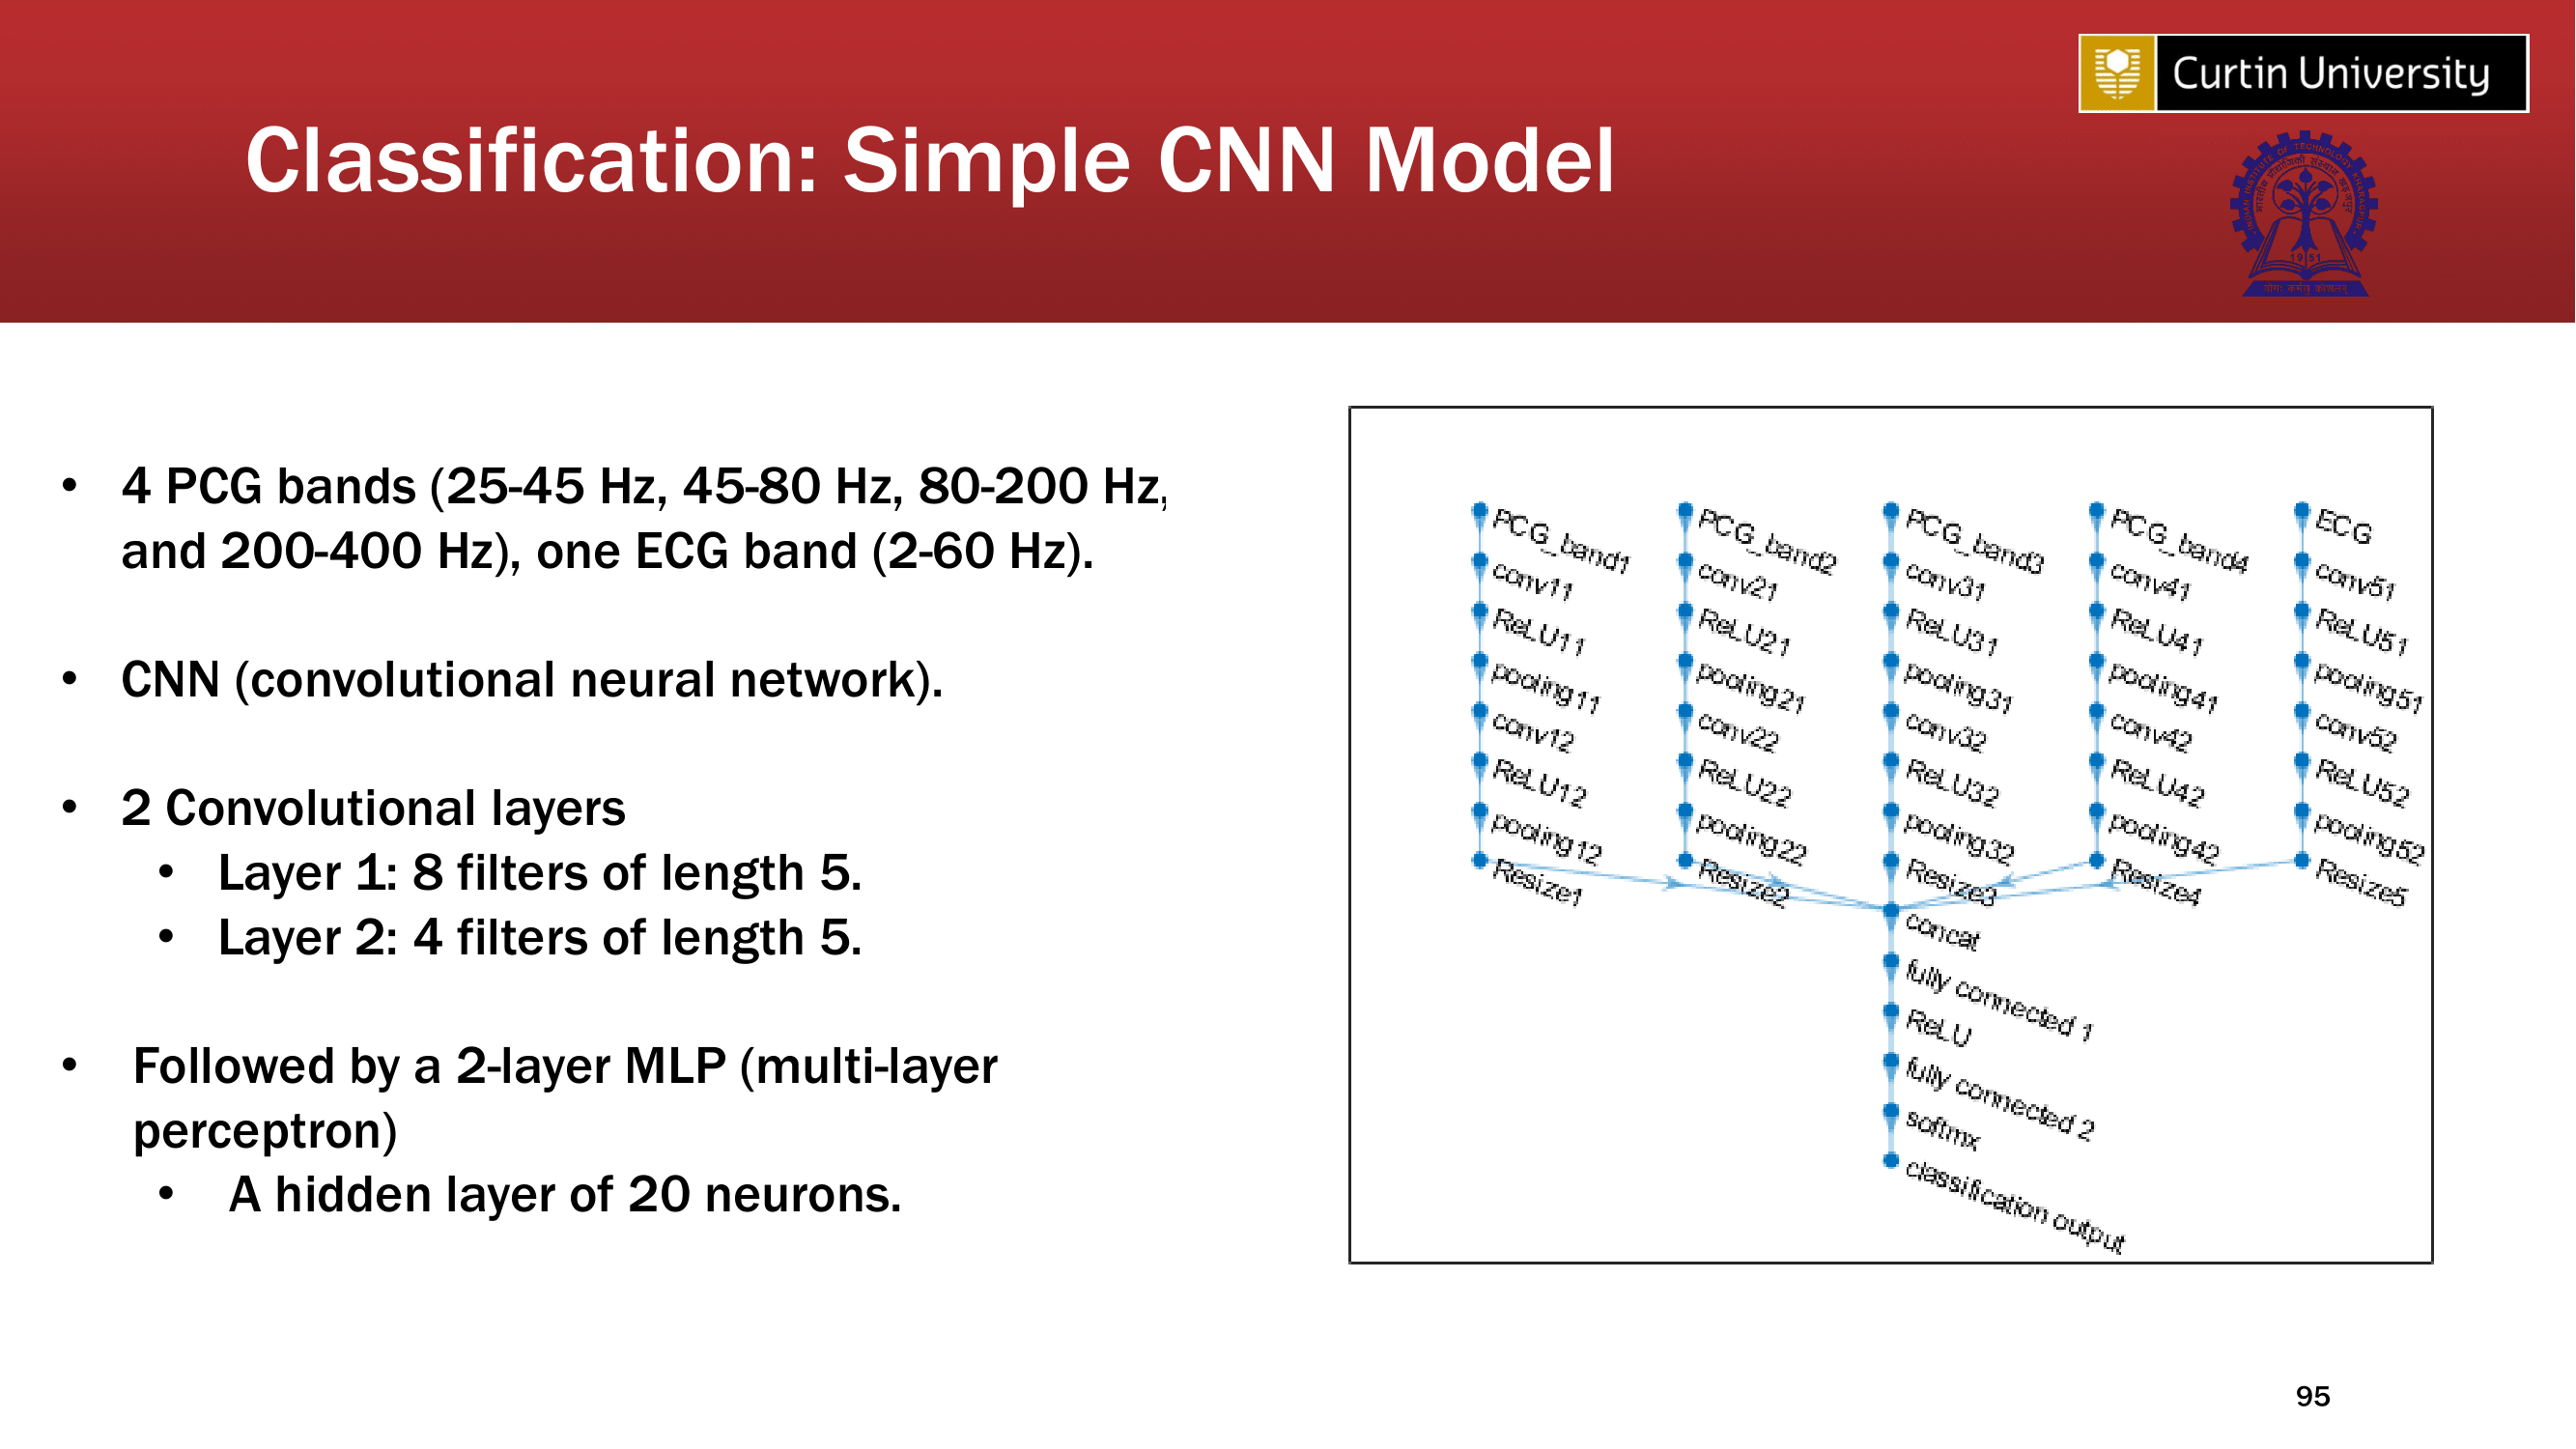 Curtin University
Classification: Simple CNN Model
1951
• 4 PCG bands (25-45 Hz, 45-80 Hz, 80-200 Hz,
and 200-400 Hz), one ECG band (2-60 Hz).
• CNN (convolutional neural network).
• 2 Convolutional layers
• Layer 1: 8 filters of length 5.
• Layer 2: 4 filters of length 5.
• Followed by a 2-layer MLP (multi-layer
perceptron)
• A hidden layer of 20 neurons.
PCG_band1 PCG_band2 PCG_band3 PCG_band4 ECG
conv11 conv21 conv31 conv41 conv51
ReLU11 ReLU21 ReLU31 ReLU41 ReLU51
pooling11 pooling21 pooling31 pooling41 pooling51
conv12 conv22 conv32 conv42 conv52
ReLU12 ReLU22 ReLU32 ReLU42 ReLU52
pooling12 pooling22 pooling32 pooling42 pooling52
Resize1 Resize2 Resize3 Resize4 Resize5
concat
fully connected 1
ReLU
fully connected 2
softmx
classification output
95